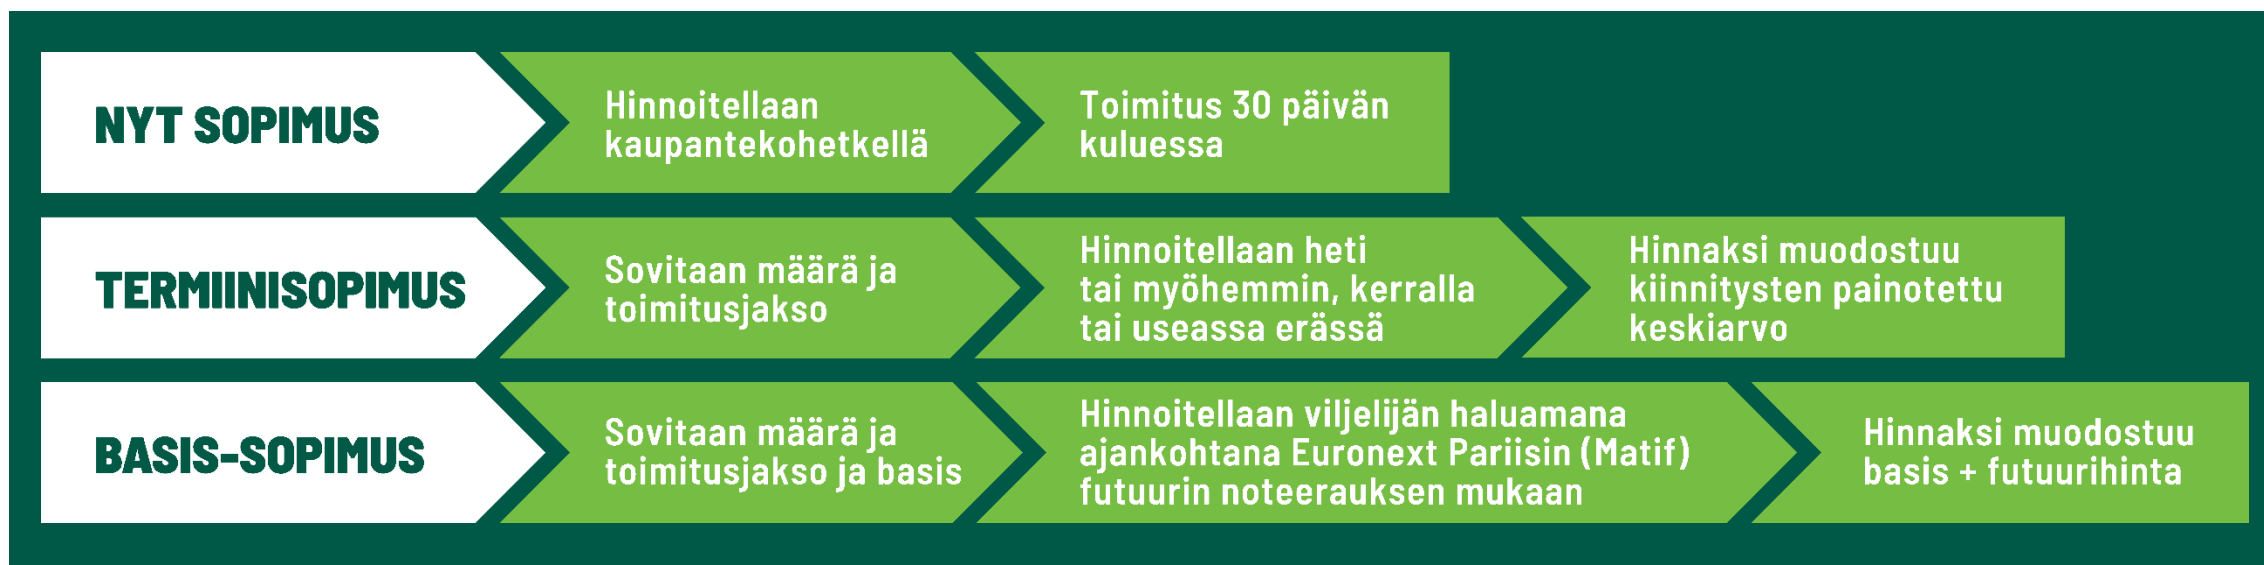 NYT SOPIMUS
Hinnoitellaan
kaupantekohetkellä
Toimitus 30 päivän
kuluessa
TERMIINISOPIMUS
Sovitaan määrä ja
toimitusjakso
Hinnoitellaan heti
tai myöhemmin, kerralla
tai useassa erässä
Hinnaksi muodostuu
kiinnitysten painotettu
keskiarvo
BASIS-SOPIMUS
Sovitaan määrä ja
toimitusjakso ja basis
Hinnoitellaan viljelijän haluamana
ajankohtana Euronext Pariisin (Matif)
futuurin noteerauksen mukaan
Hinnaksi muodostuu
basis + futuurihinta